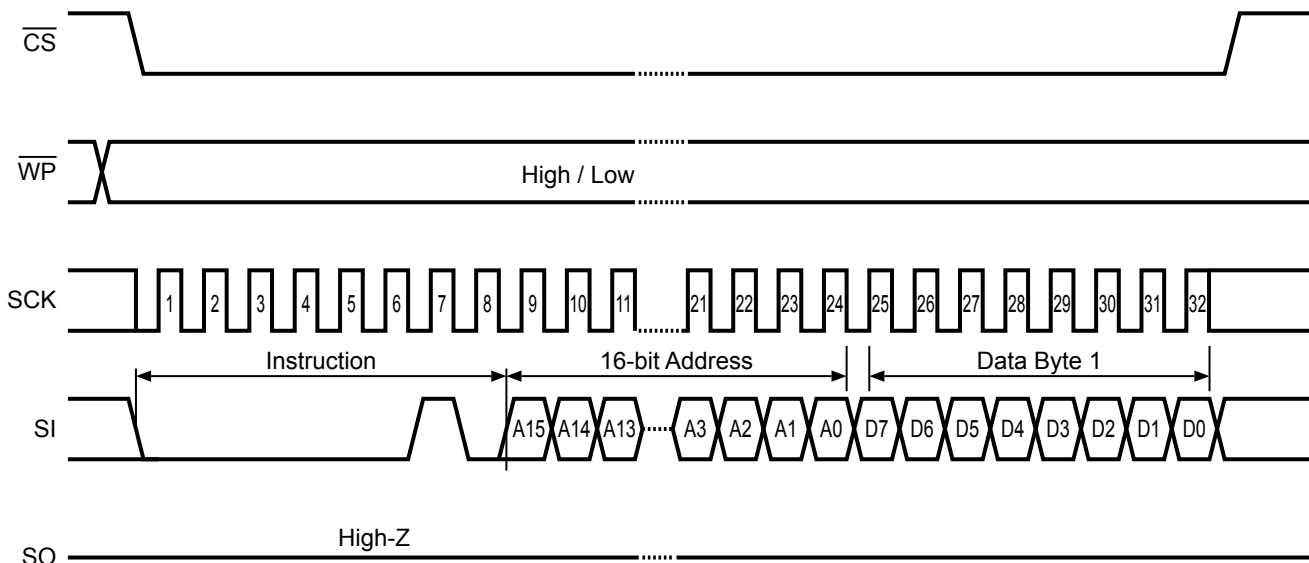 CS
WP
High / Low
SCK
1 2 3 4 5 6 7 8 9 10 11 21 22 23 24 25 26 27 28 29 30 31 32
Instruction 16-bit Address Data Byte 1
SI
A15 A14 A13 A3 A2 A1 A0 D7 D6 D5 D4 D3 D2 D1 D0
High-Z
SO